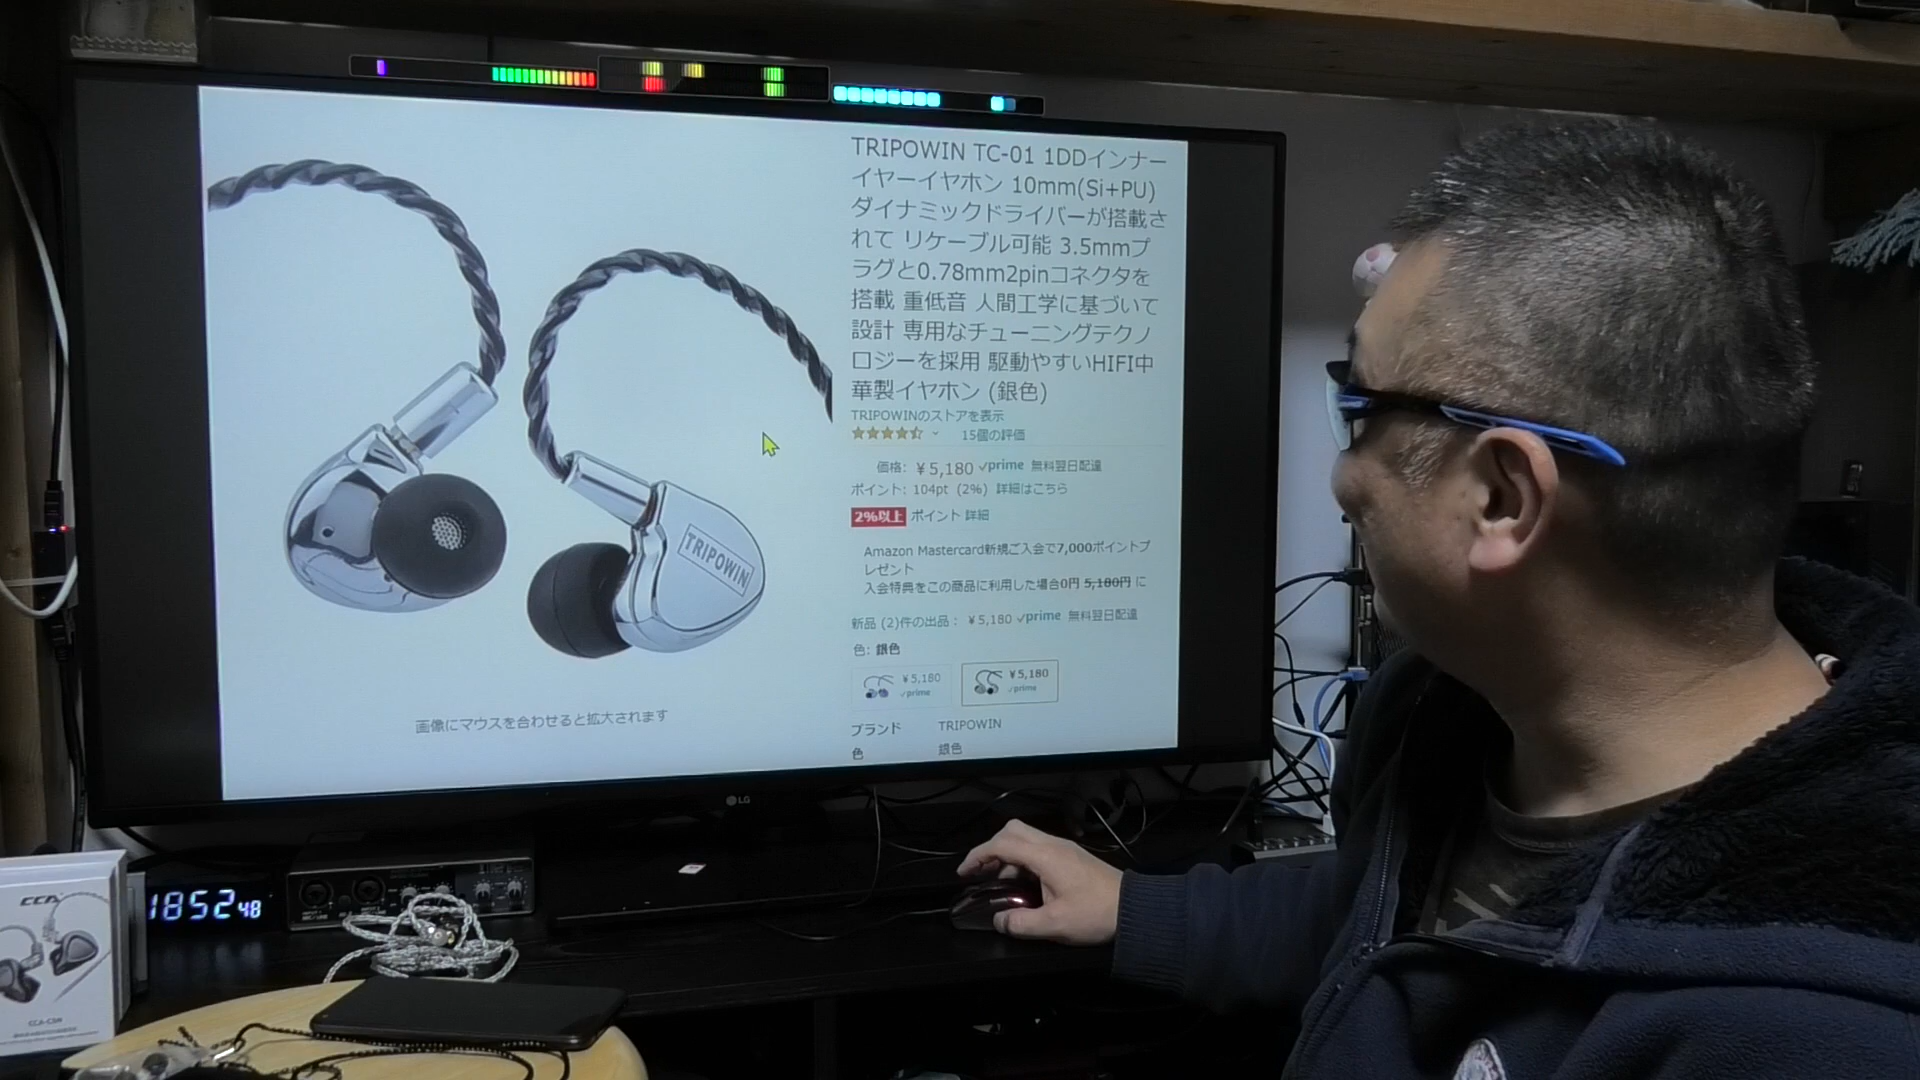 TRIPOWIN TC-01 1DDインナー
イヤーイヤホン 10mm(Si+PU)
ダイナミックドライバーが搭載さ
れて リケーブル可能 3.5mmプ
ラグと0.78mm2pinコネクタを
搭載 重低音 人間工学に基づいて
設計 専用なチューニングテクノ
ロジーを採用 駆動やすいHIFI中
華製イヤホン (銀色)
TRIPOWINのストアを表示
15個の評価
価格: ¥5,180 prime 無料翌日配達
ポイント: 104pt (2%) 詳細はこちら
2%以上 ポイント 詳細
Amazon Mastercard新規ご入会で7,000ポイントプ
レゼント
入会特典をこの商品に利用した場合0円 5,180円 に
新品 (2)件の出品: ¥5,180 prime 無料翌日配達
色: 銀色
¥5,180 prime
¥5,180 prime
ブランド TRIPOWIN
色 銀色
TRIPOWIN
画像にマウスを合わせると拡大されます
LG
185248
CCA